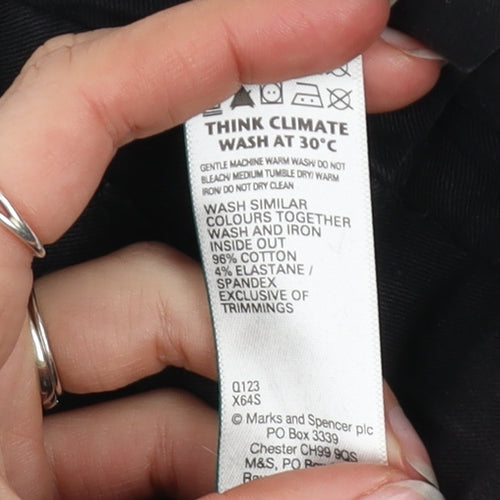 THINK CLIMATE
WASH AT 30°C
GENTLE MACHINE WARM WASH/ DO NOT
BLEACH/ MEDIUM TUMBLE DRY/ WARM
IRON/ DO NOT DRY CLEAN
WASH SIMILAR
COLOURS TOGETHER
WASH AND IRON
INSIDE OUT
96% COTTON
4% ELASTANE /
SPANDEX
EXCLUSIVE OF
TRIMMINGS
Q123
X64S
© Marks and Spencer plc
PO Box 3339
Chester CH99 9QS
M&S, PO